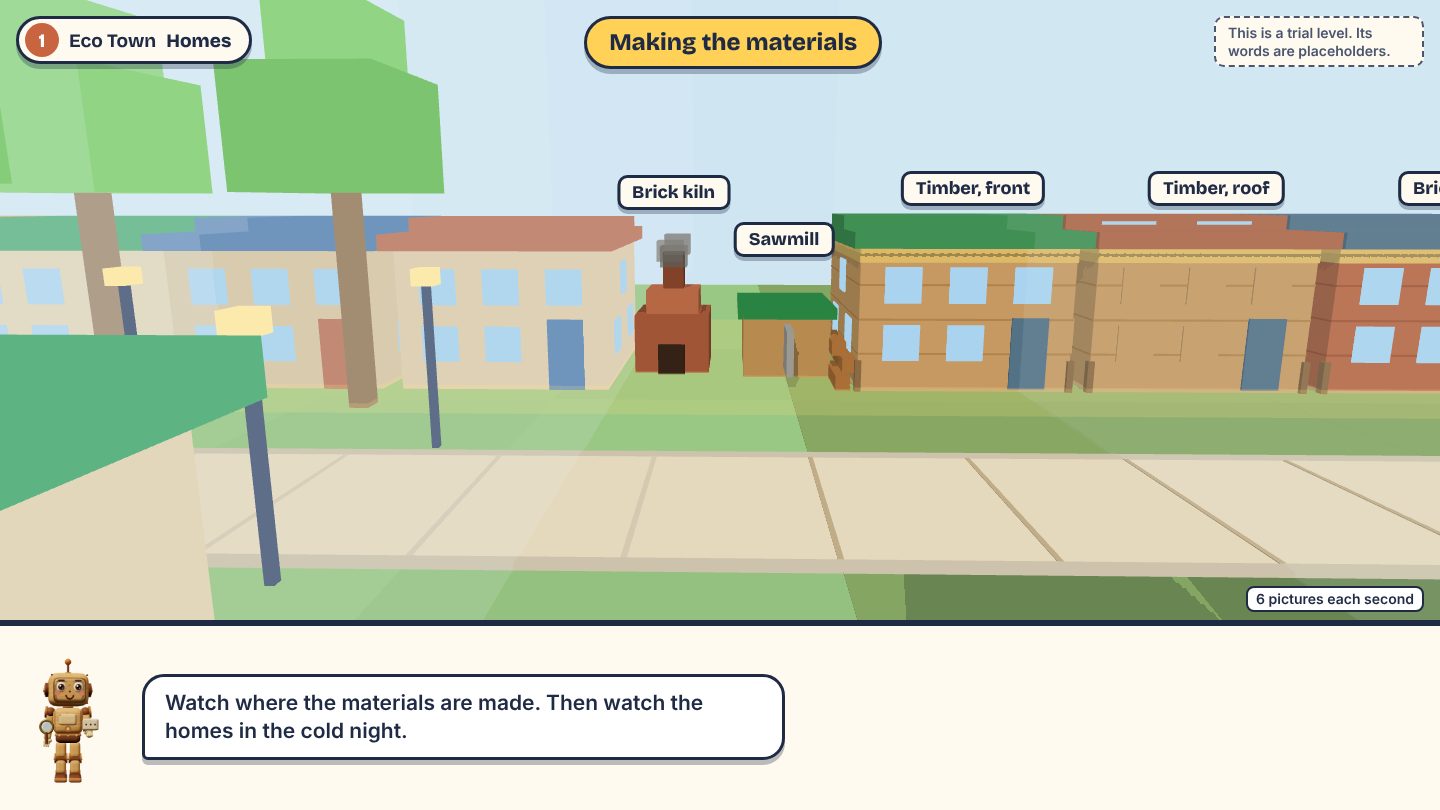 1 Eco Town Homes
Making the materials
This is a trial level. Its
words are placeholders.
Brick kiln
Sawmill
Timber, front
Timber, roof
6 pictures each second
Watch where the materials are made. Then watch the
homes in the cold night.